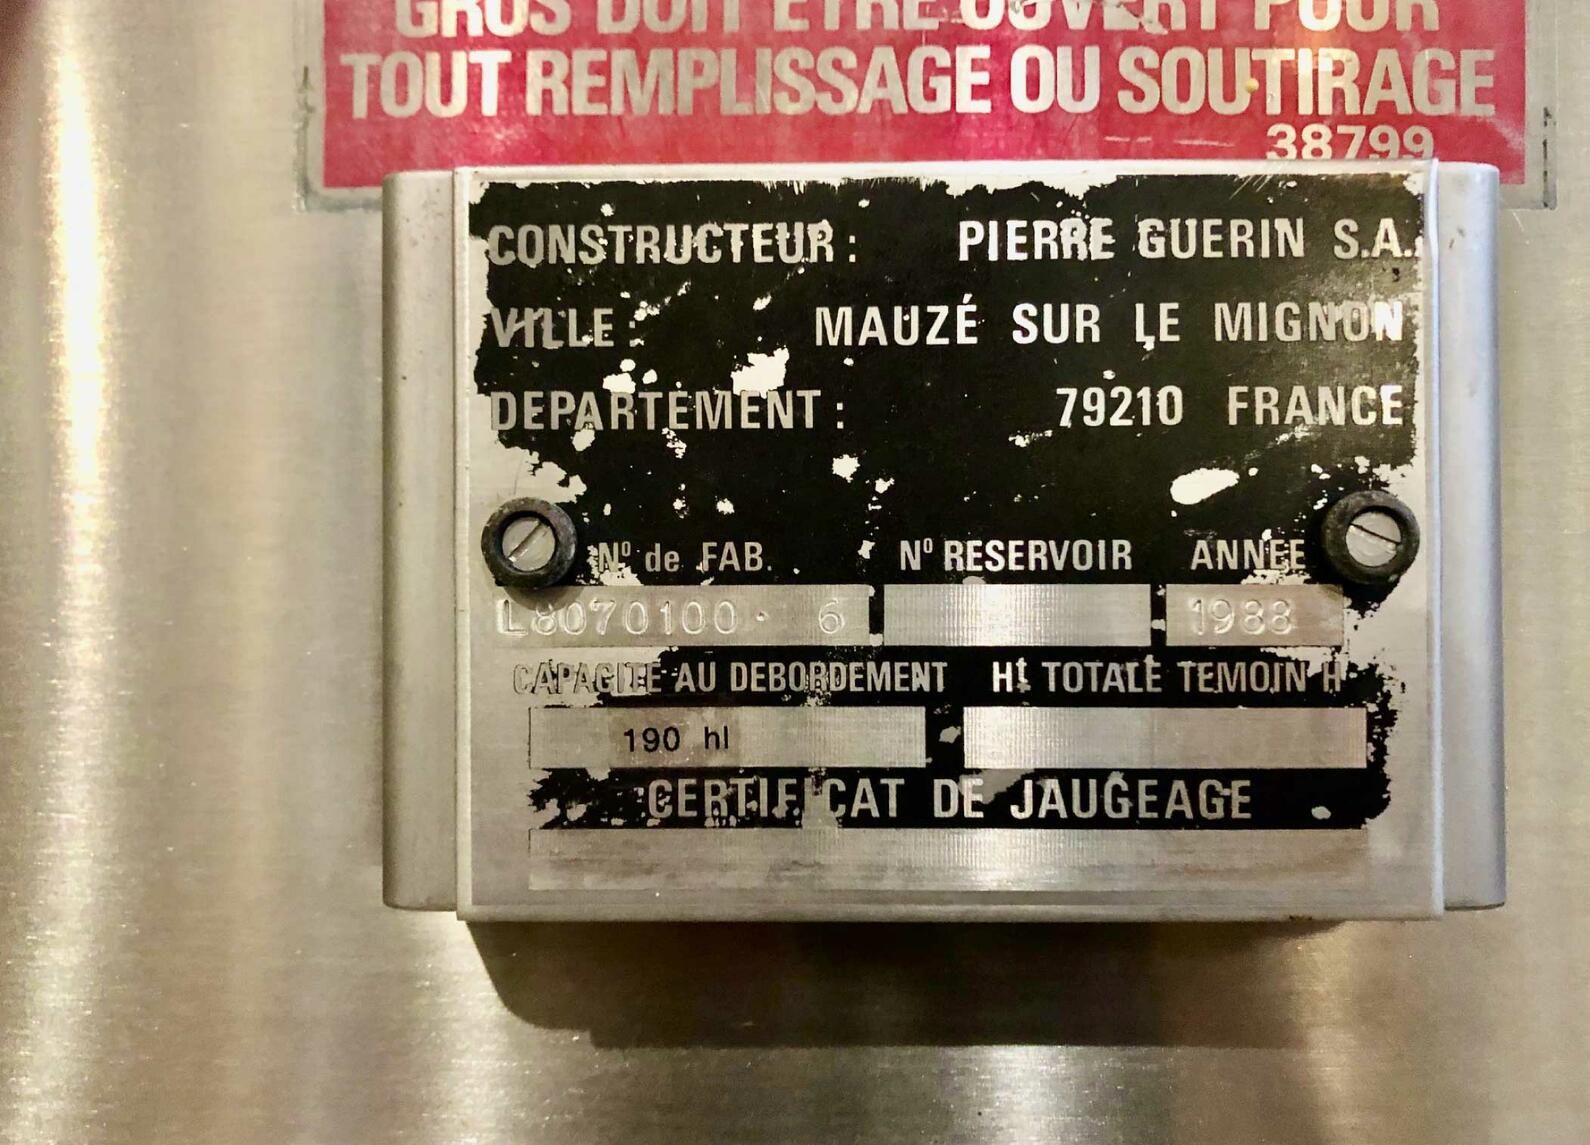 GROS DOIT ETRE OUVERT POUR
TOUT REMPLISSAGE OU SOUTIRAGE
38799
CONSTRUCTEUR : PIERRE GUERIN S.A.
VILLE : MAUZÉ SUR LE MIGNON
DEPARTEMENT : 79210 FRANCE
Nº de FAB. Nº RESERVOIR ANNEE
L8070100· 6 1988
CAPACITE AU DEBORDEMENT Ht TOTALE TEMOIN H
190 hl
CERTIFICAT DE JAUGEAGE